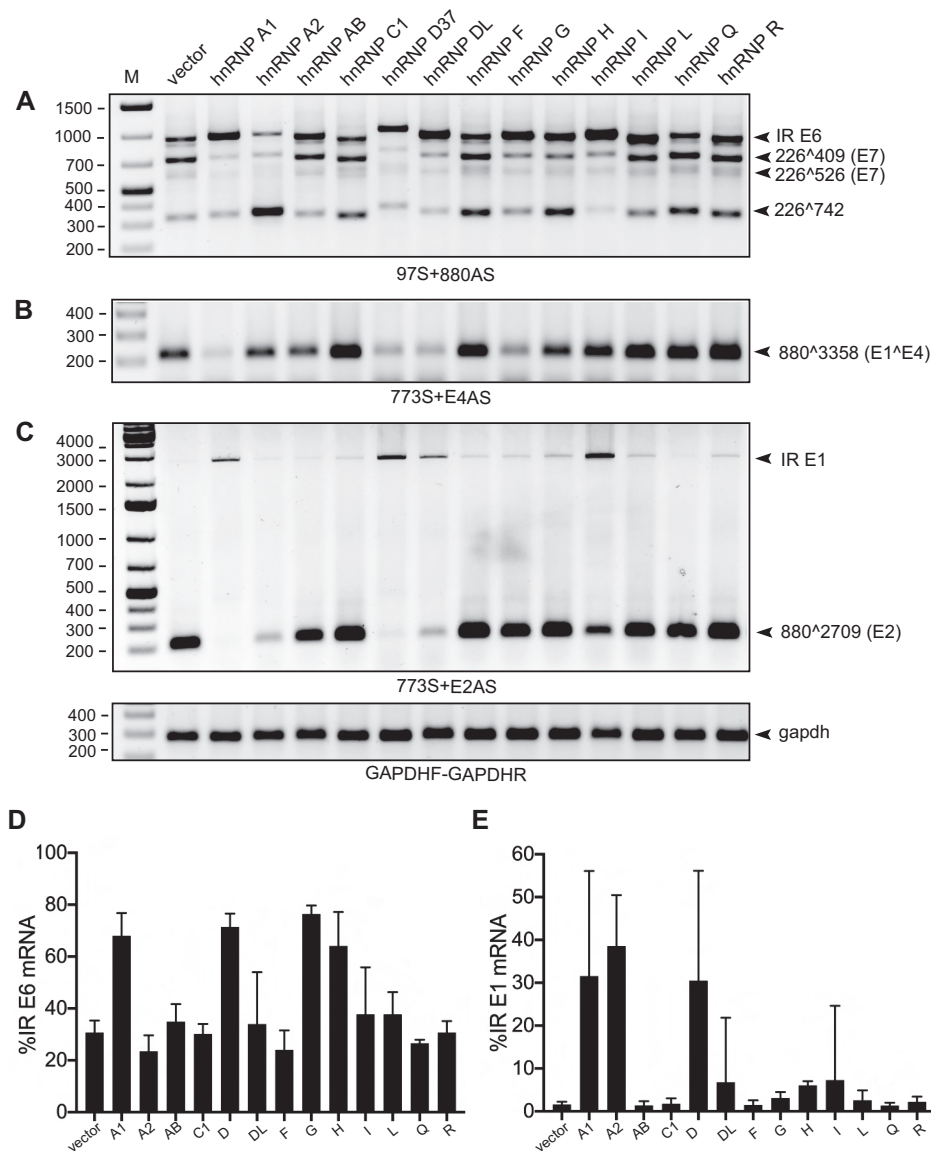 M vector hnRNP A1 hnRNP A2 hnRNP AB hnRNP C1 hnRNP D37 hnRNP DL hnRNP F hnRNP G hnRNP H hnRNP I hnRNP L hnRNP Q hnRNP R
A
1500
1000
700
500
400
300
200
IR E6
226^409 (E7)
226^526 (E7)
226^742
97S+880AS
B
400
300
200
880^3358 (E1^E4)
773S+E4AS
C
4000
3000
2000
1500
1000
700
500
400
300
200
IR E1
880^2709 (E2)
773S+E2AS
400
300
200
gapdh
GAPDHF-GAPDHR
D
%IR E6 mRNA
100
80
60
40
20
0
vector A1 A2 AB C1 D DL F G H I L Q R
E
%IR E1 mRNA
60
50
40
30
20
10
0
vector A1 A2 AB C1 D DL F G H I L Q R